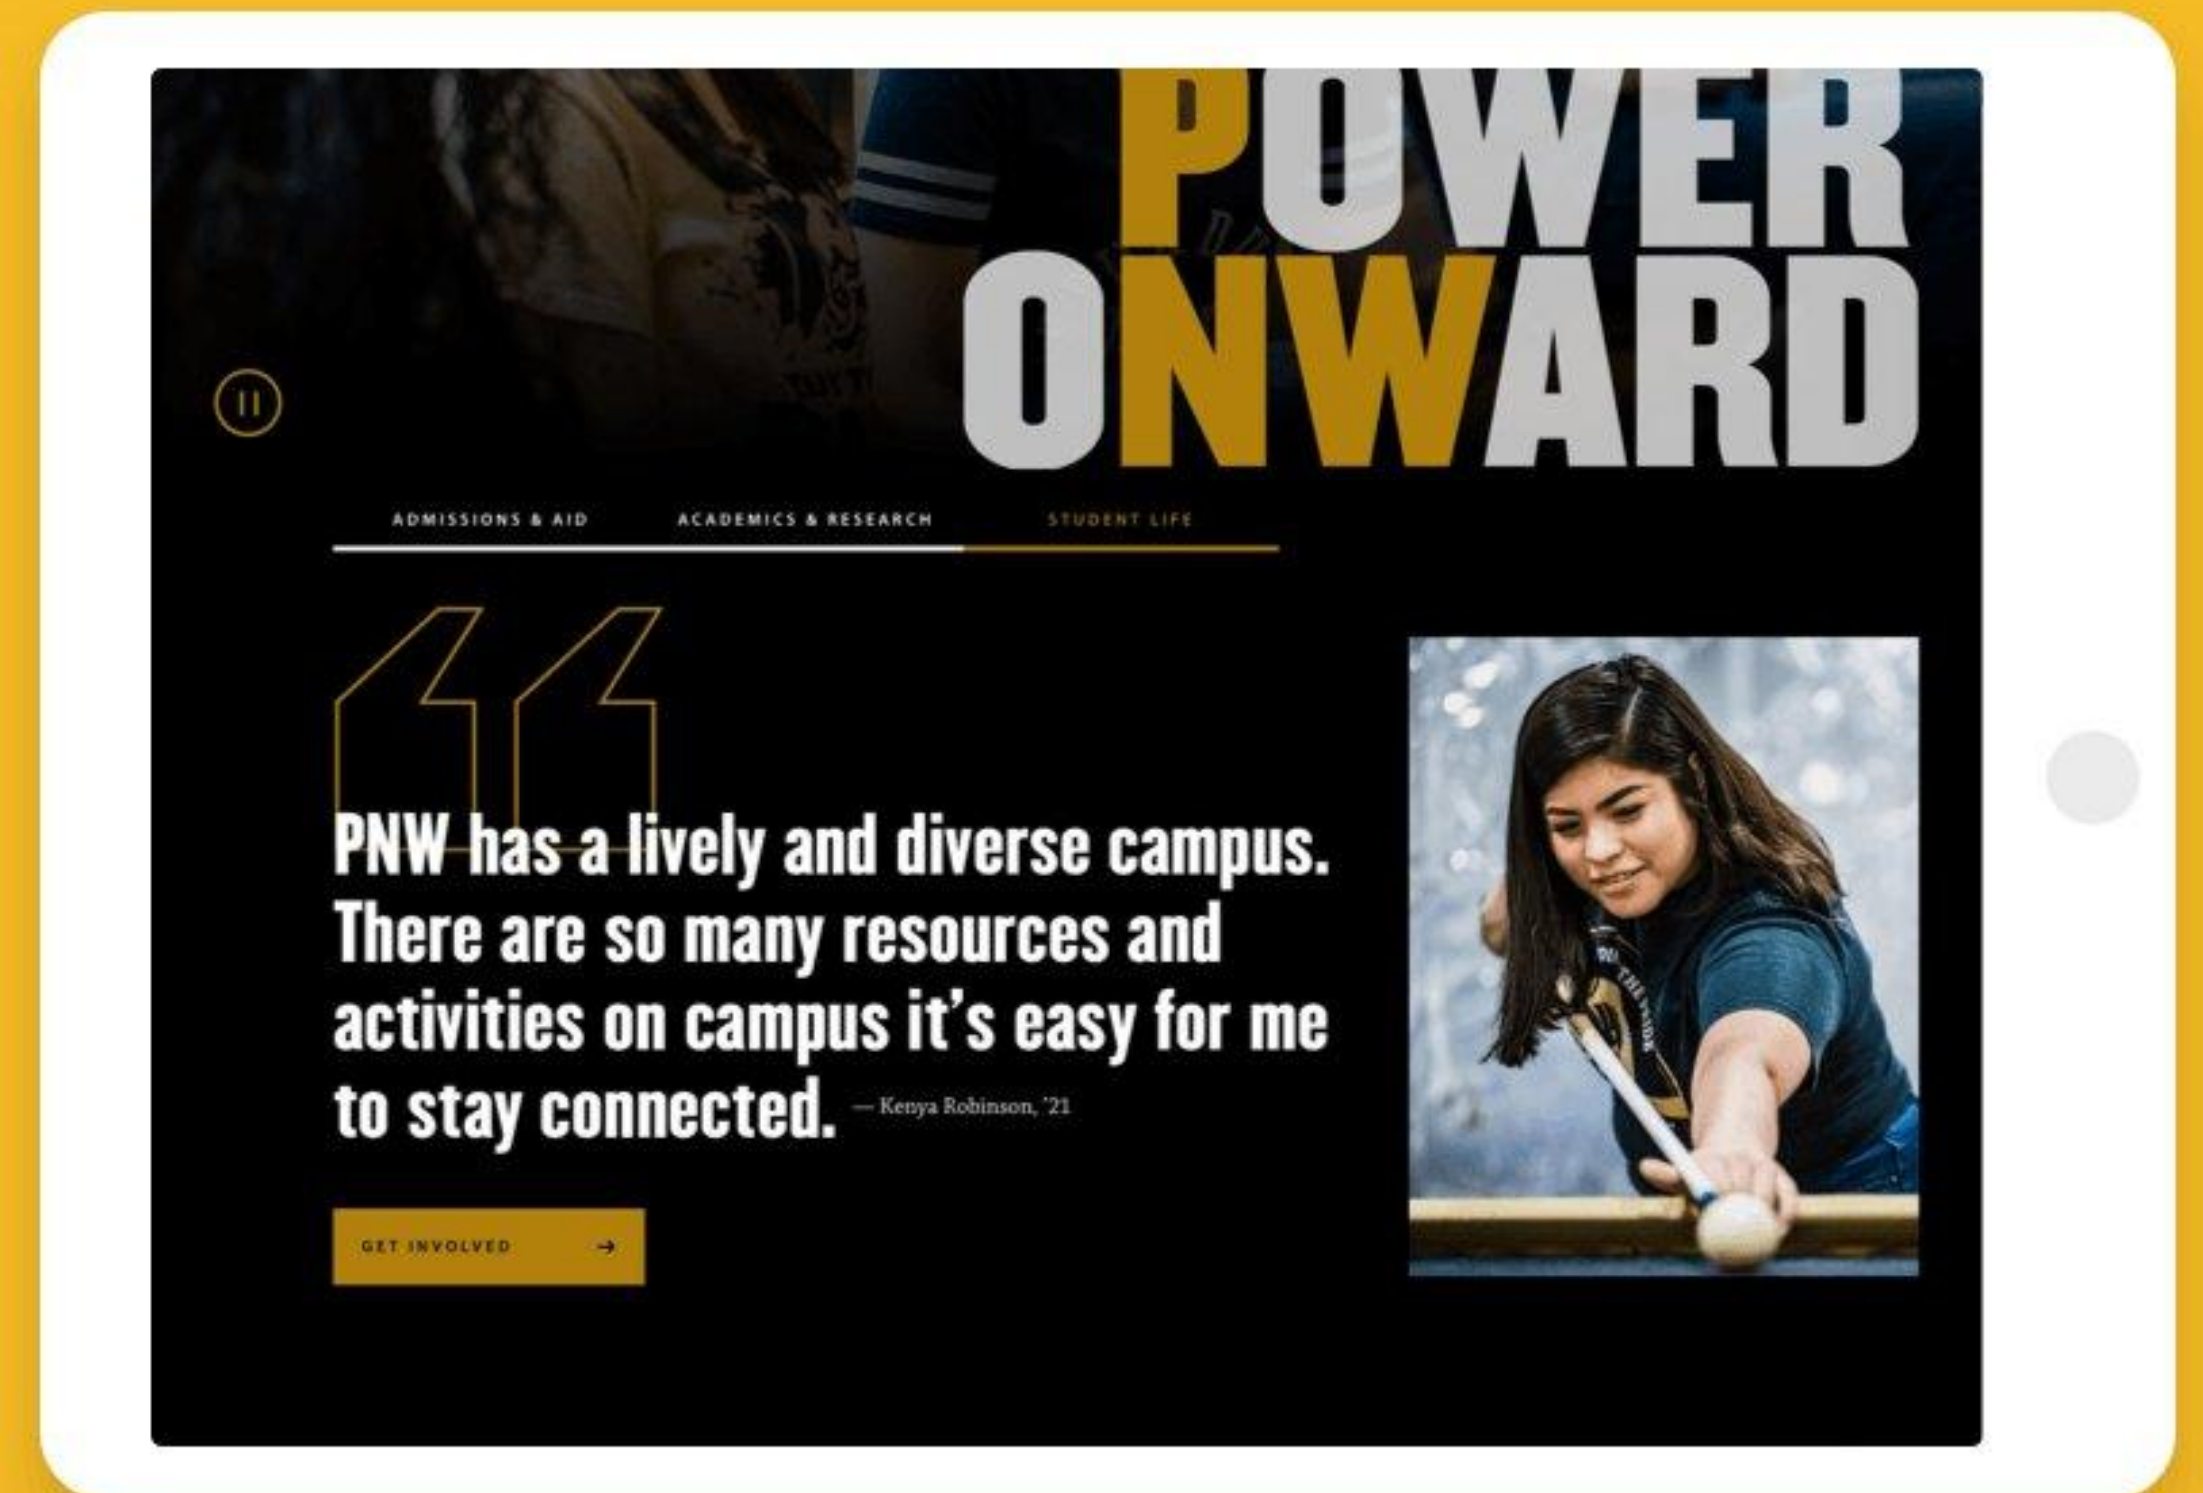 POWER
ONWARD
ADMISSIONS & AID
ACADEMICS & RESEARCH
STUDENT LIFE
PNW has a lively and diverse campus.
There are so many resources and
activities on campus it’s easy for me
to stay connected. — Kenya Robinson, ’21
GET INVOLVED →